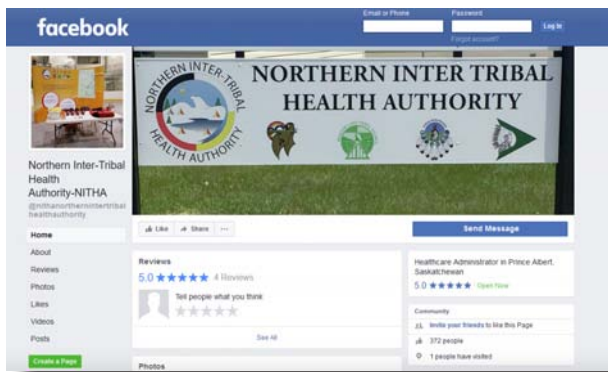 facebook
Email or Phone
Password
Log In
Forgot account?
NORTHERN INTER-TRIBAL
HEALTH AUTHORITY
NORTHERN INTER TRIBAL
HEALTH AUTHORITY
Northern Inter-Tribal
Health
Authority-NITHA
@nithanorthernintertribal
healthauthority
Home
About
Reviews
Photos
Likes
Videos
Posts
Create a Page
Like
Share
Send Message
Reviews
5.0 ★★★★★ 4 Reviews
Tell people what you think
See All
Photos
Healthcare Administrator in Prince Albert,
Saskatchewan
5.0 ★★★★★ Open Now
Community
Invite your friends to like this Page
372 people
1 people have visited